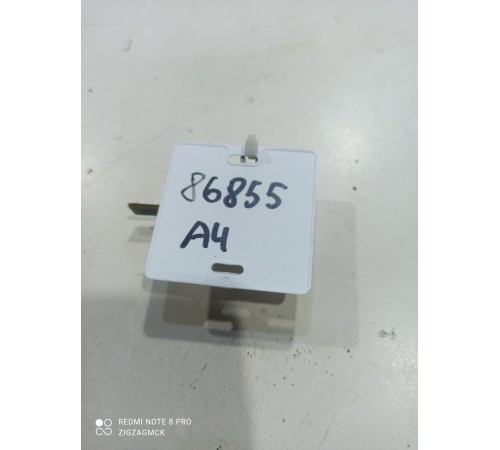 86855
A4
REDMI NOTE 8 PRO
ZIGZAGMCK